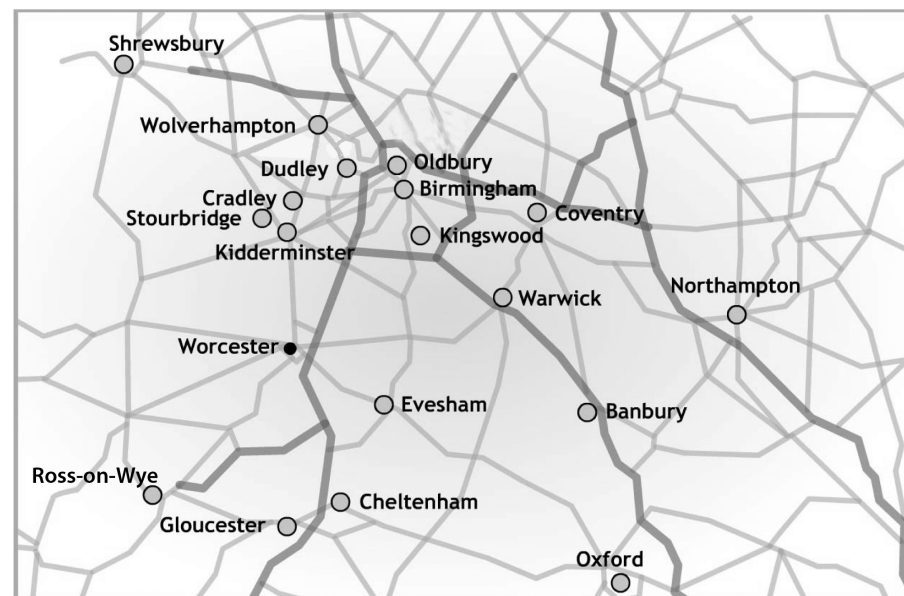 Shrewsbury
Wolverhampton
Dudley
Oldbury
Birmingham
Cradley
Stourbridge
Coventry
Kidderminster
Kingswood
Northampton
Warwick
Worcester
Evesham
Banbury
Ross-on-Wye
Cheltenham
Gloucester
Oxford